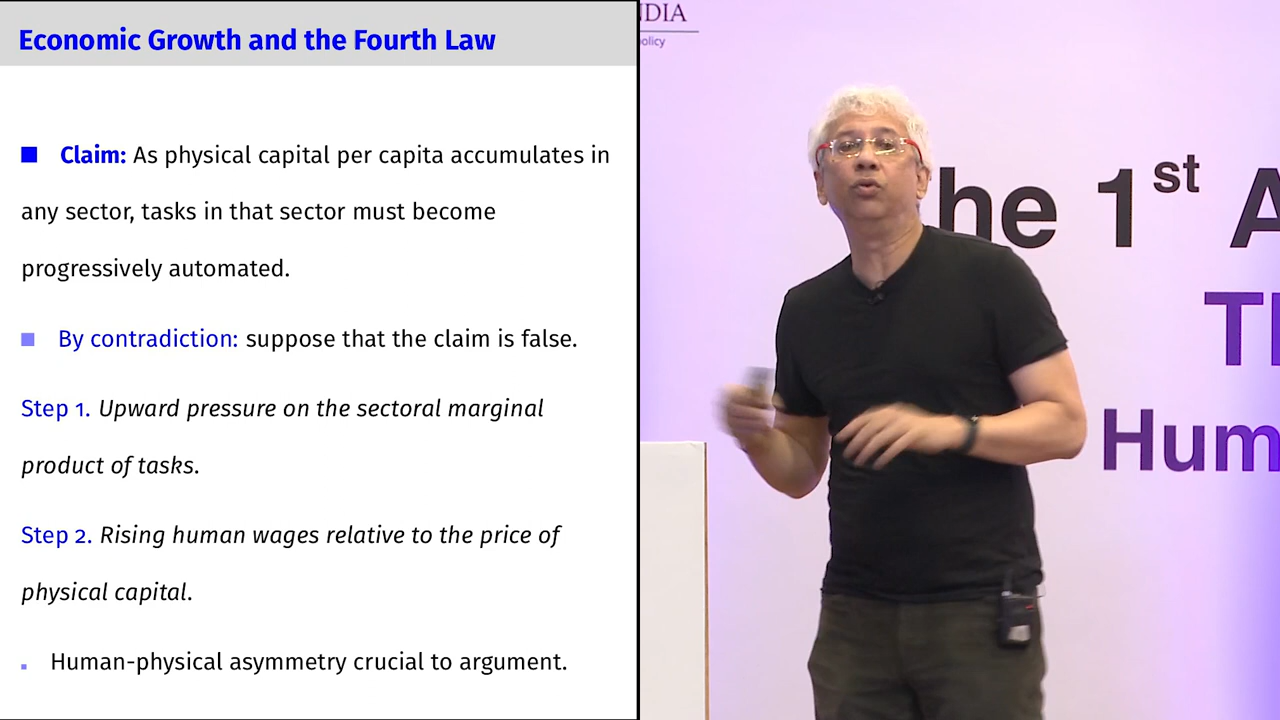 Economic Growth and the Fourth Law
Claim: As physical capital per capita accumulates in
any sector, tasks in that sector must become
progressively automated.
By contradiction: suppose that the claim is false.
Step 1. Upward pressure on the sectoral marginal
product of tasks.
Step 2. Rising human wages relative to the price of
physical capital.
Human-physical asymmetry crucial to argument.
NDIA
policy
he 1st A
Th
Hum